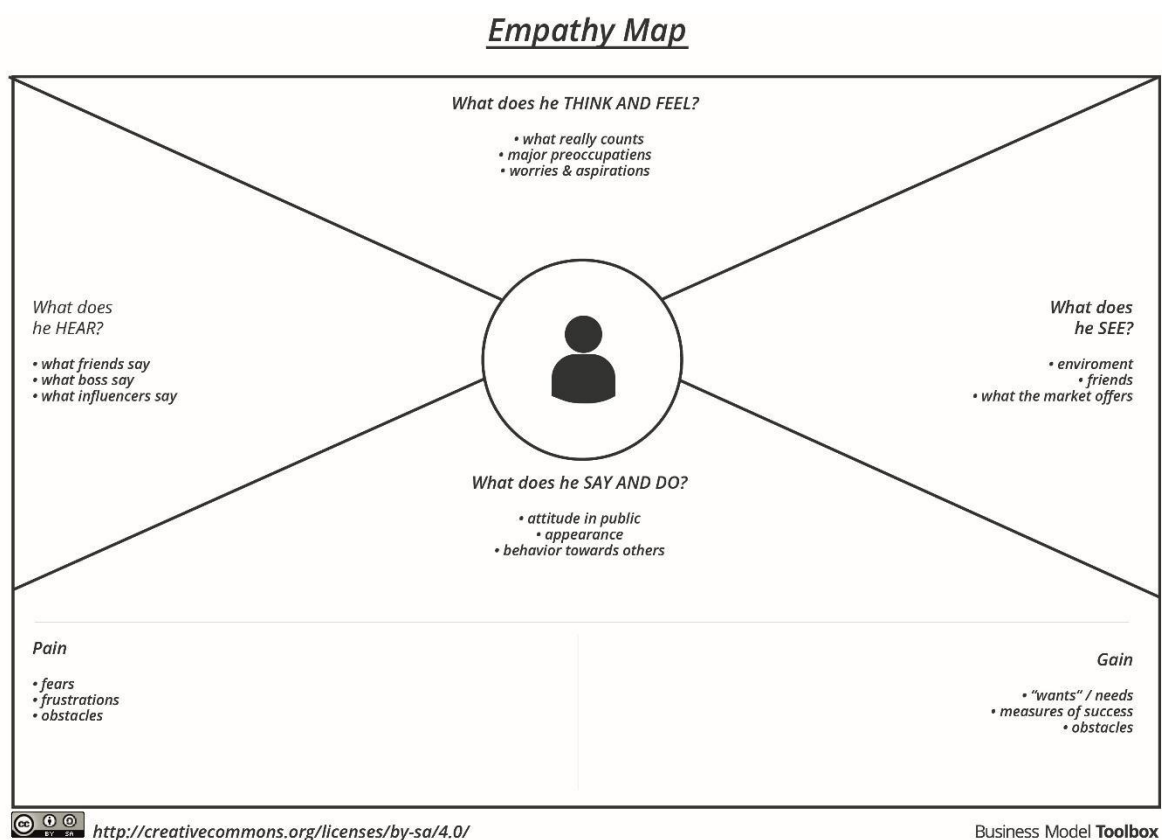 Empathy Map
What does he THINK AND FEEL?
• what really counts
• major preoccupatiens
• worries & aspirations
What does
he HEAR?
• what friends say
• what boss say
• what influencers say
What does
he SEE?
• enviroment
• friends
• what the market offers
What does he SAY AND DO?
• attitude in public
• appearance
• behavior towards others
Pain
• fears
• frustrations
• obstacles
Gain
• “wants” / needs
• measures of success
• obstacles
cc BY SA http://creativecommons.org/licenses/by-sa/4.0/
Business Model Toolbox